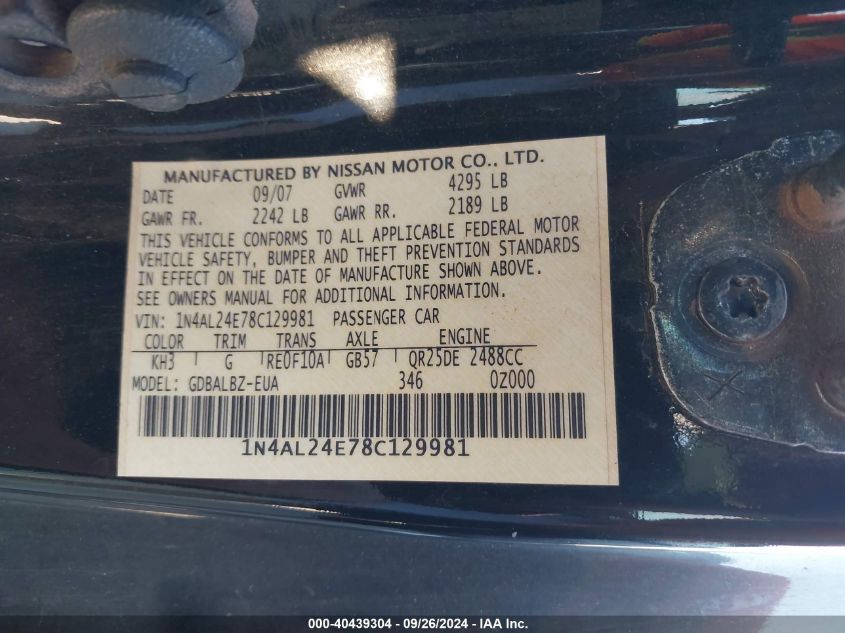 MANUFACTURED BY NISSAN MOTOR CO., LTD.
DATE 09/07 GVWR 4295 LB
GAWR FR. 2242 LB GAWR RR. 2189 LB
THIS VEHICLE CONFORMS TO ALL APPLICABLE FEDERAL MOTOR
VEHICLE SAFETY, BUMPER AND THEFT PREVENTION STANDARDS
IN EFFECT ON THE DATE OF MANUFACTURE SHOWN ABOVE.
SEE OWNERS MANUAL FOR ADDITIONAL INFORMATION.
VIN: 1N4AL24E78C129981 PASSENGER CAR
COLOR TRIM TRANS AXLE ENGINE
KH3 G RE0F10A GB57 QR25DE 2488CC
MODEL: GDBALBZ-EUA 346 0Z000
1N4AL24E78C129981
000-40439304 - 09/26/2024 - IAA Inc.